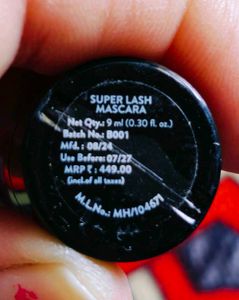 SUPER LASH
MASCARA
Net Qty.: 9 ml (0.30 fl. oz.)
Batch No.: B001
Mfd. : 08/24
Use Before: 07/27
MRP ₹ : 449.00
(incl.of all taxes)
M.L.No.: MH/104671